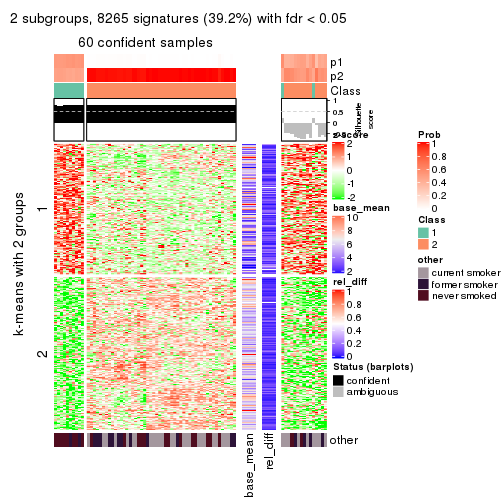 2 subgroups, 8265 signatures (39.2%) with fdr < 0.05
60 confident samples
p1
p2
Class
1
0.5
0
Silhouette
score
z-score
2
1
0
-1
-2
base_mean
10
8
6
4
2
rel_diff
1
0.8
0.6
0.4
0.2
0
Status (barplots)
confident
ambiguous
Prob
1
0.8
0.6
0.4
0.2
0
Class
1
2
other
current smoker
former smoker
never smoked
k-means with 2 groups
1
2
other
base_mean
rel_diff